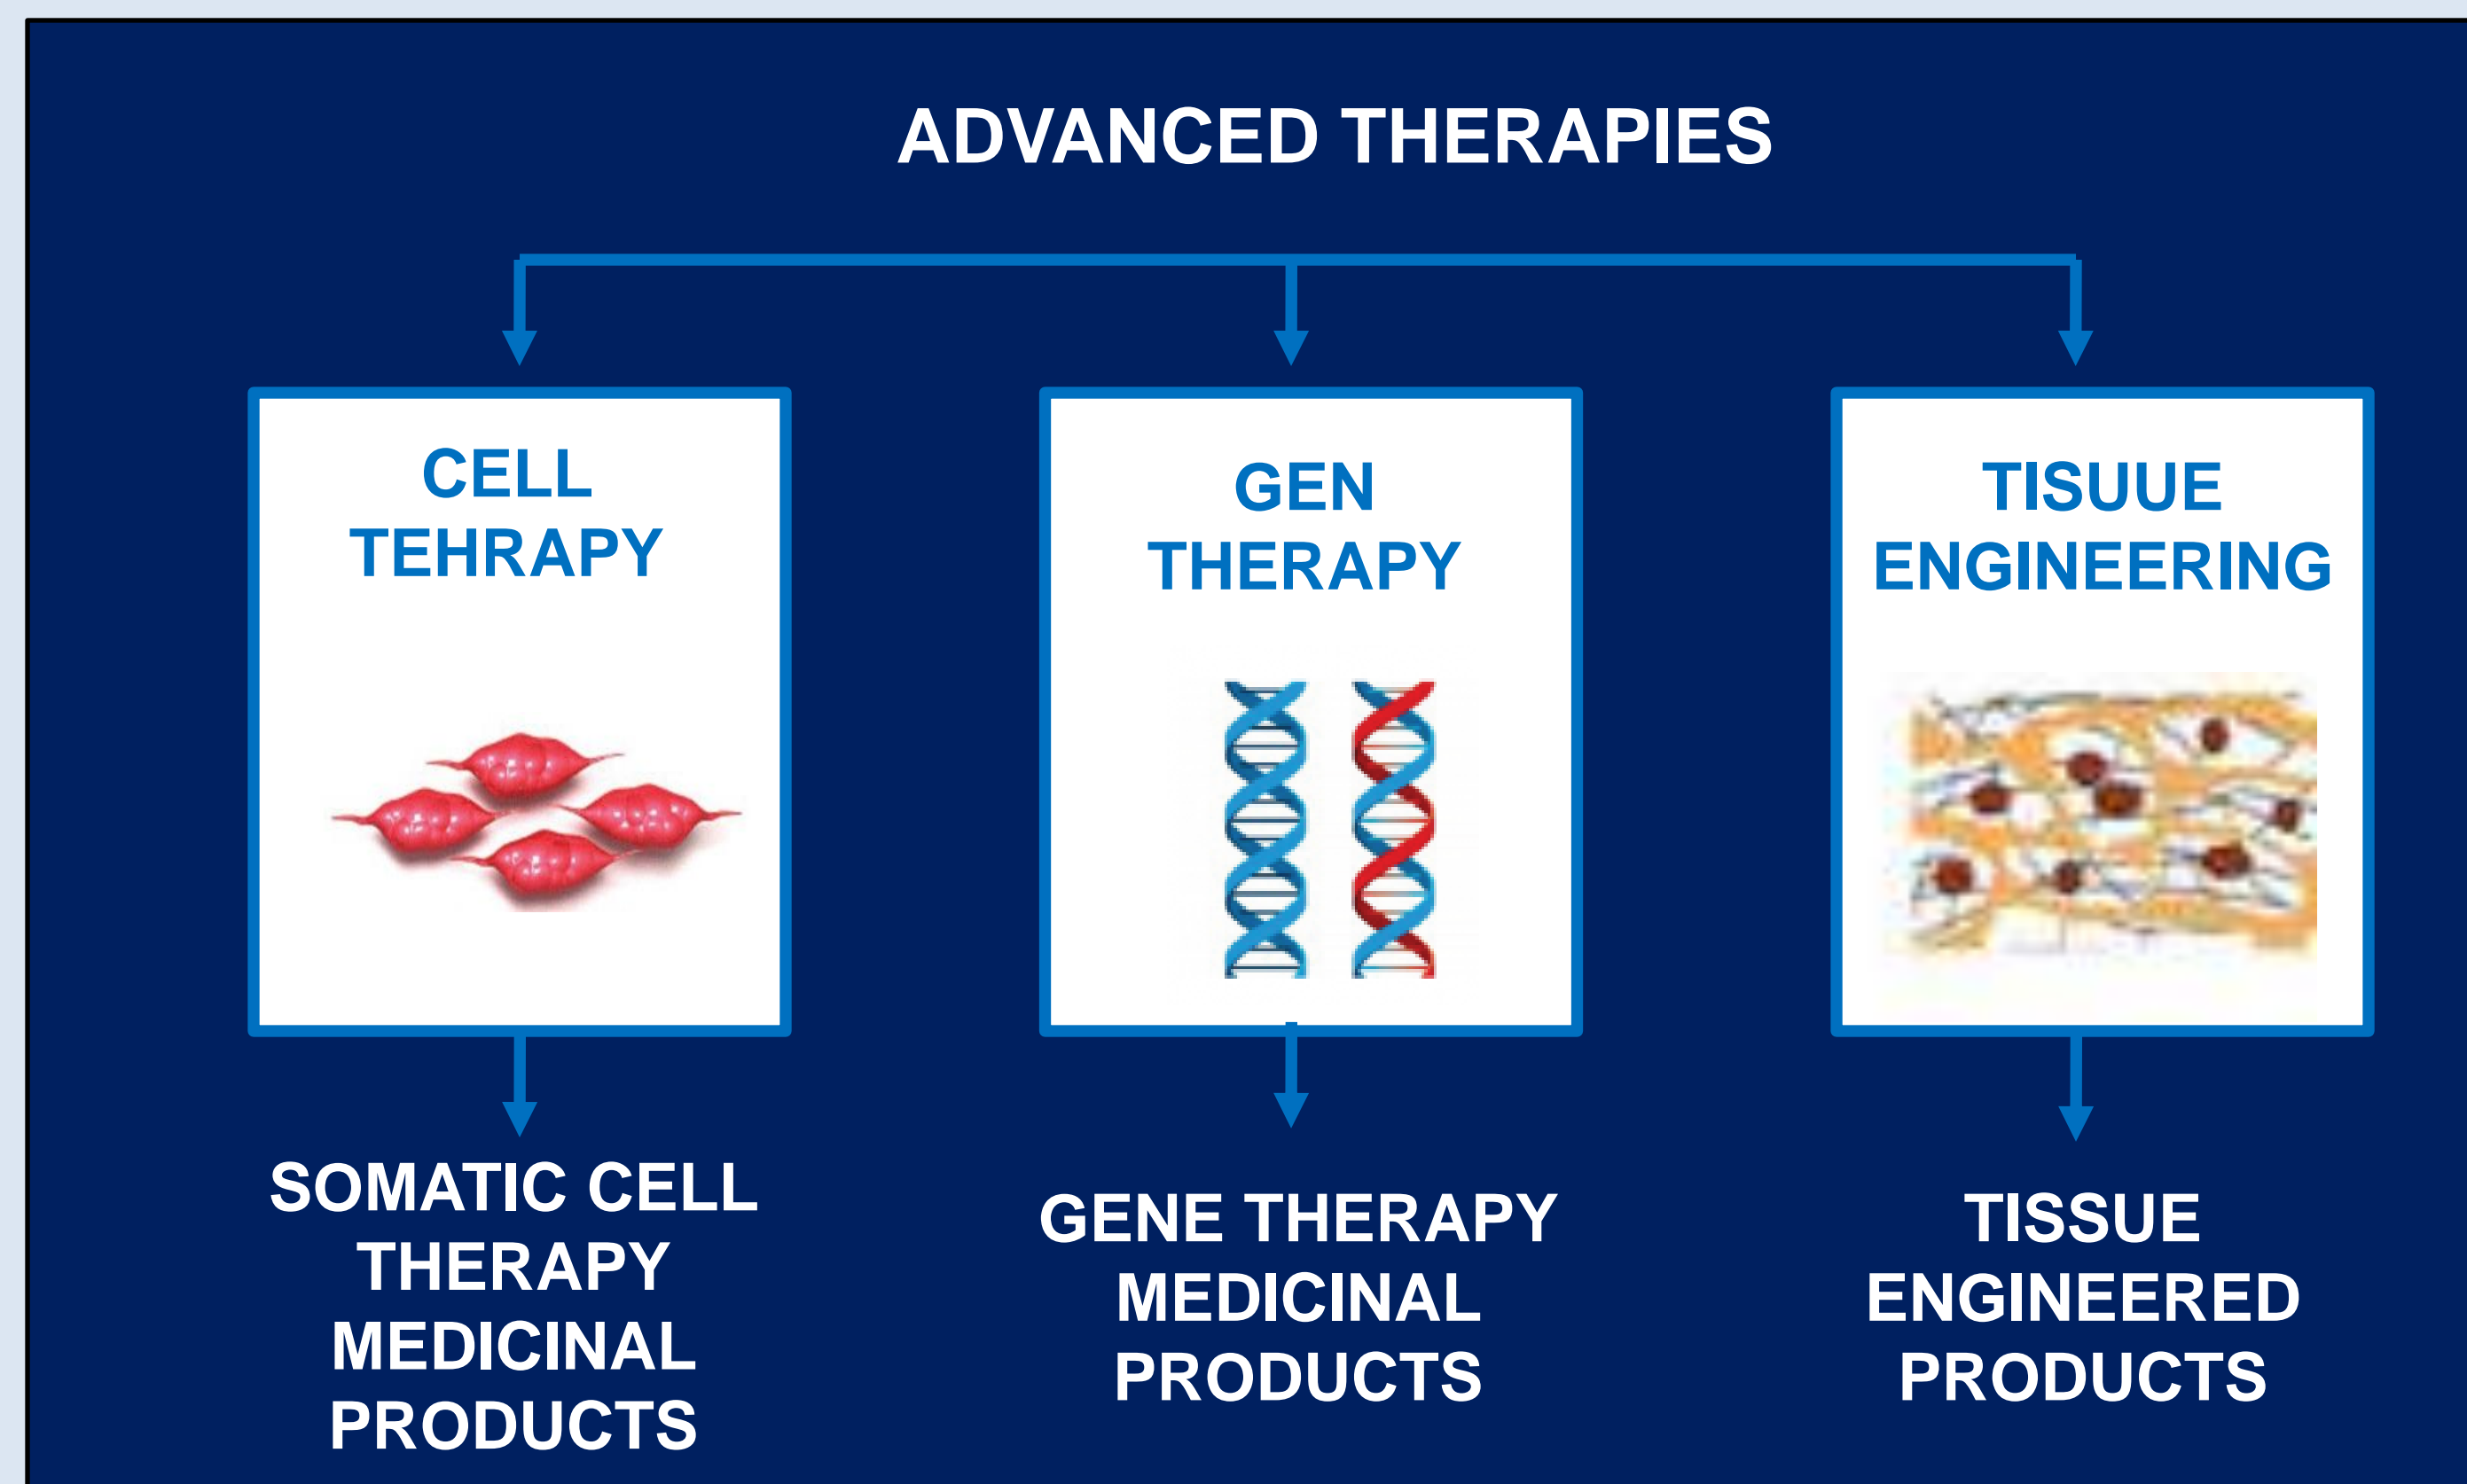 ADVANCED THERAPIES
CELL
TEHRAPY
GEN
THERAPY
TISUUE
ENGINEERING
SOMATIC CELL
THERAPY
MEDICINAL
PRODUCTS
GENE THERAPY
MEDICINAL
PRODUCTS
TISSUE
ENGINEERED
PRODUCTS